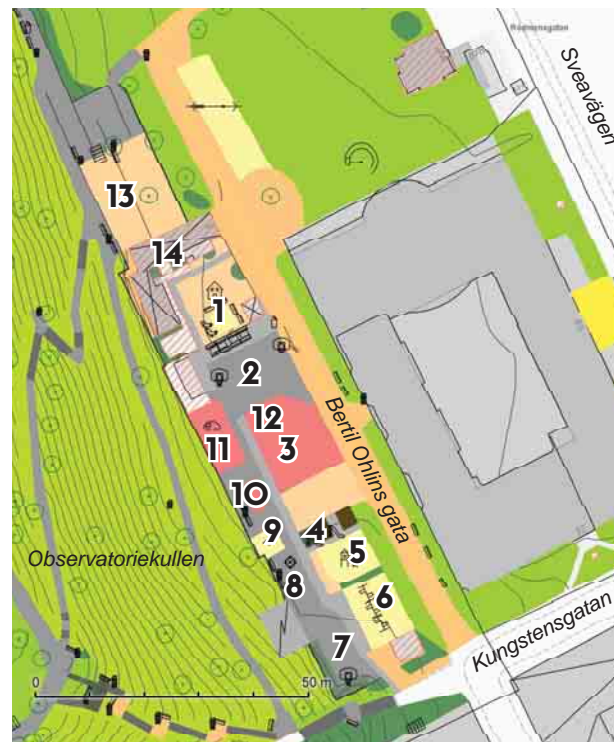 Rehnsgatan
Sveavägen
13
14
1
2
12
3
11
Bertil Ohlins gata
10
9
4
5
Observatoriekullen
8
6
7
Kungstensgatan
0
50 m